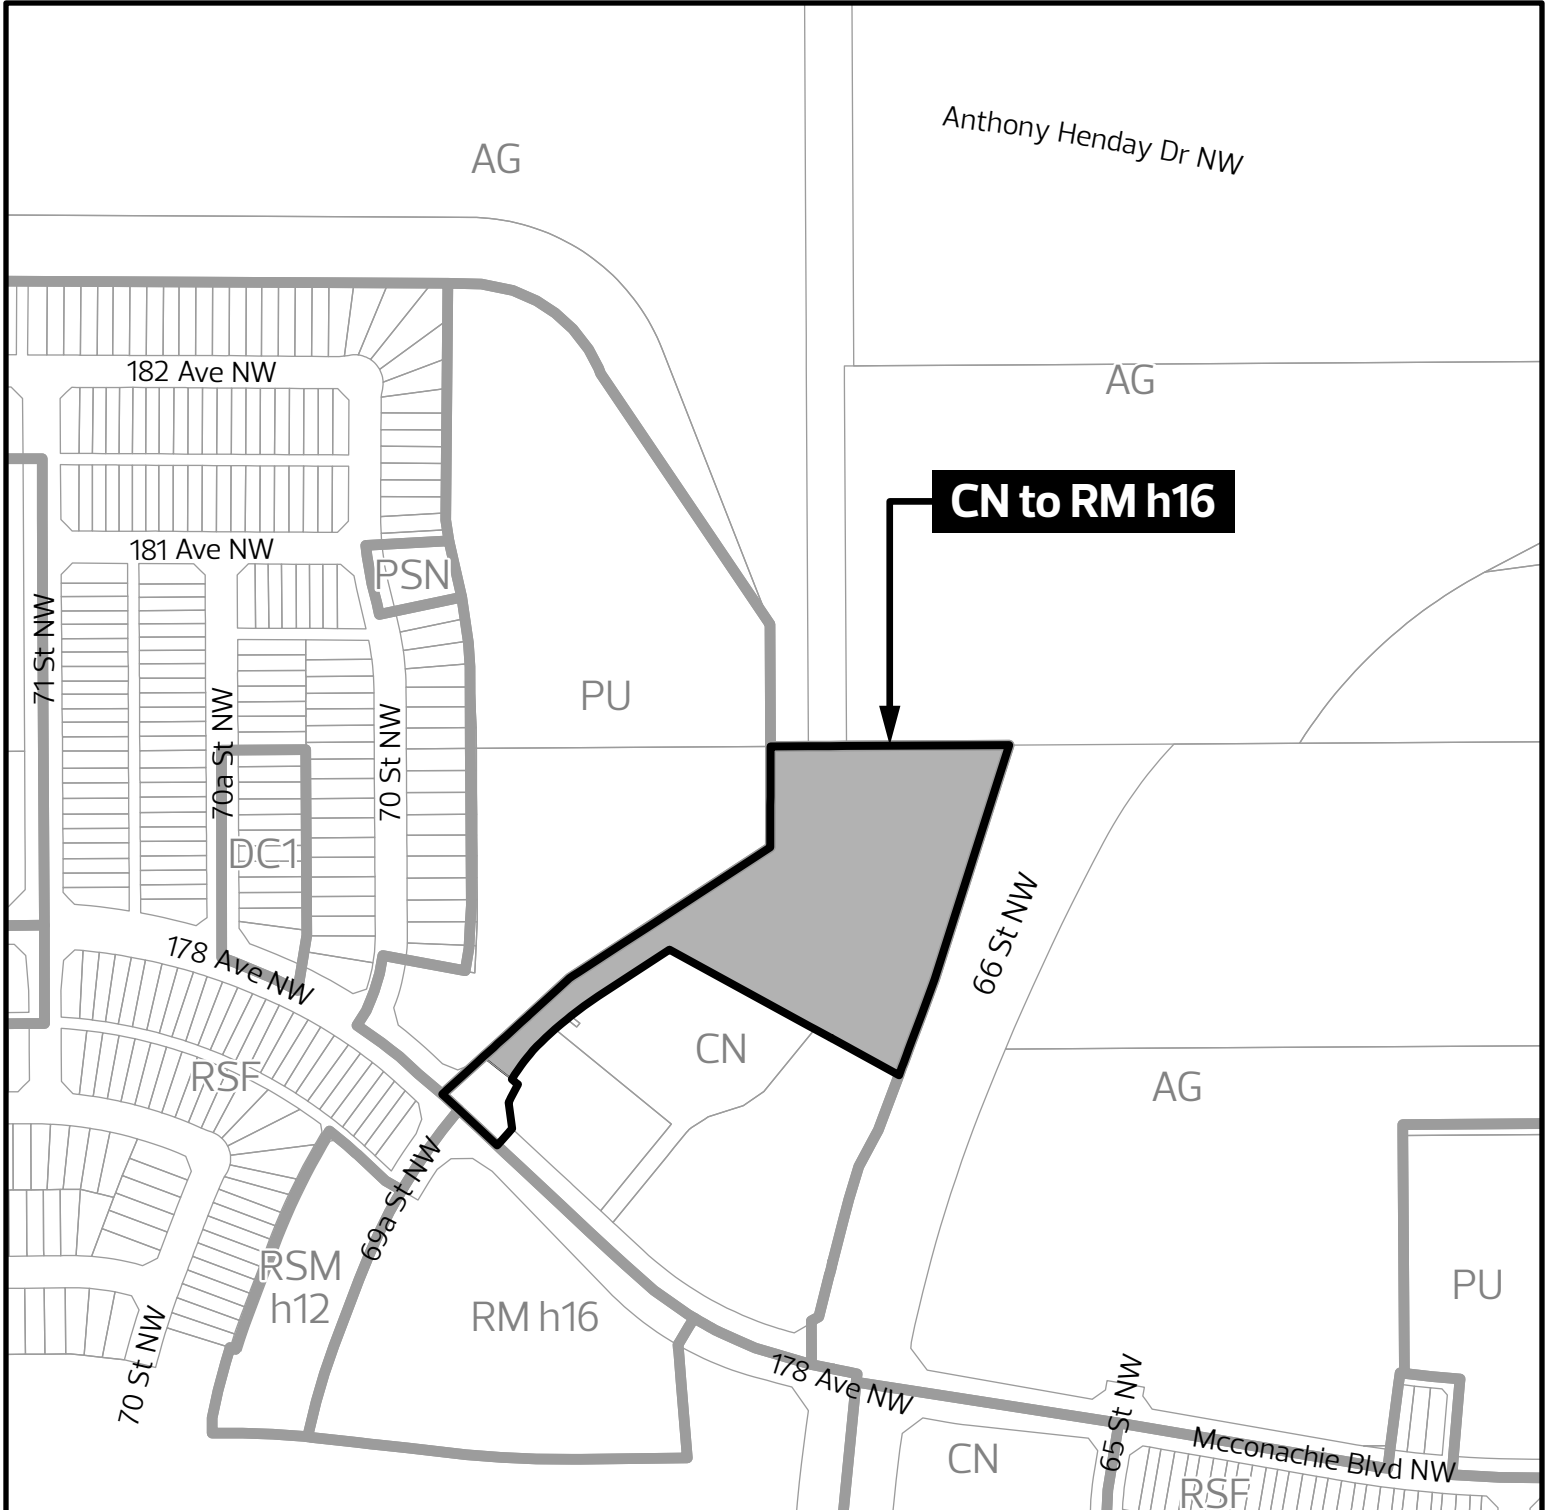 Anthony Henday Dr NW
AG
182 Ave NW
AG
CN to RM h16
181 Ave NW
PSN
71 St NW
PU
70a St NW
70 St NW
DC1
66 St NW
178 Ave NW
CN
RSF
AG
69a St NW
RSM
h12
PU
RM h16
70 St NW
178 Ave NW
65 St NW
Mcconachie Blvd NW
CN
RSF